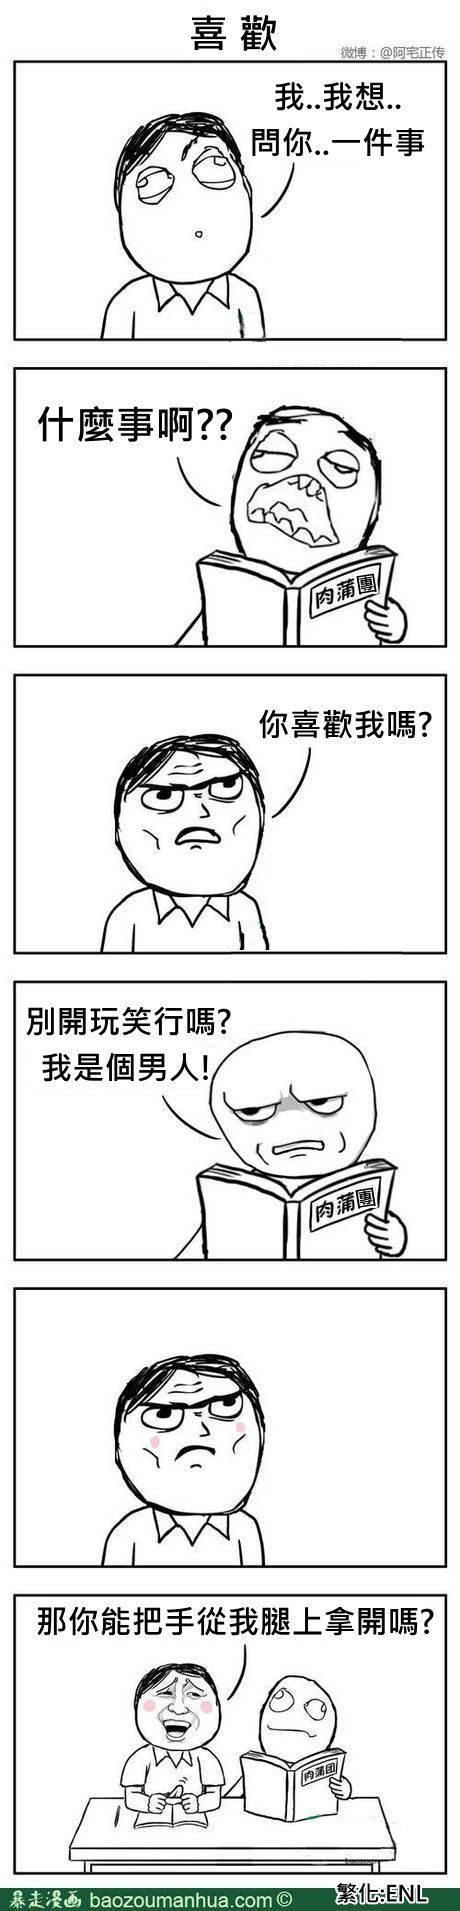 喜歡
微博：@阿宅正传
我..我想..
問你..一件事
什麼事啊??
肉蒲團
你喜歡我嗎?
別開玩笑行嗎?
我是個男人!
肉蒲團
那你能把手從我腿上拿開嗎?
肉蒲团
暴走漫画 baozoumanhua.com ©
繁化:ENL